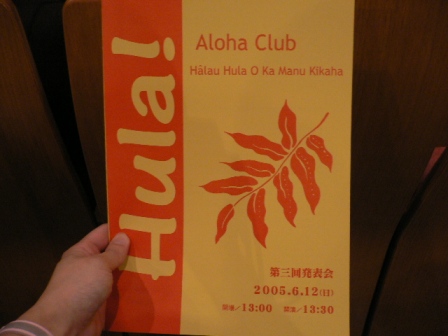 Hula!
Aloha Club
Hālau Hula O Ka Manu Kīkaha
第三回発表会
2005.6.12(日)
開場/13:00 開演/13:30